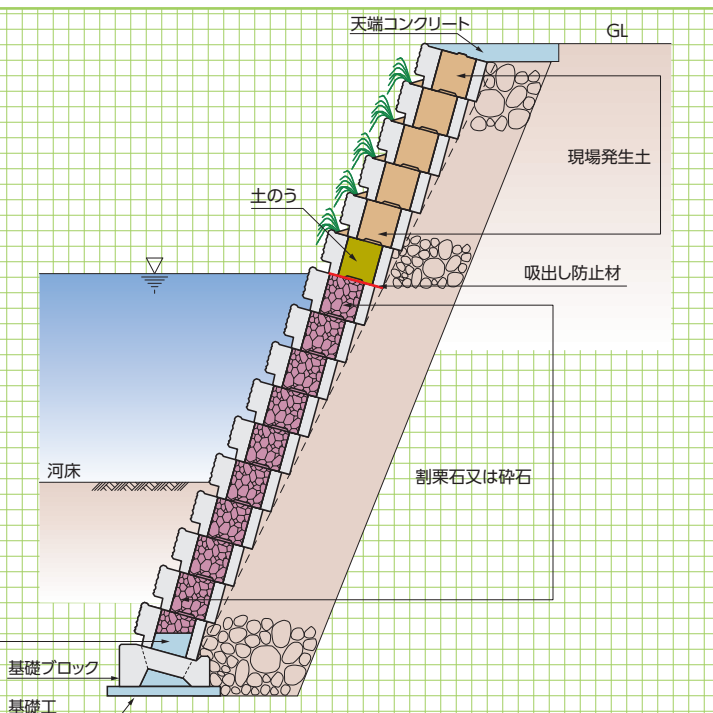 天端コンクリート
GL
現場発生土
土のう
吸出し防止材
河床
割栗石又は砕石
基礎ブロック
基礎工